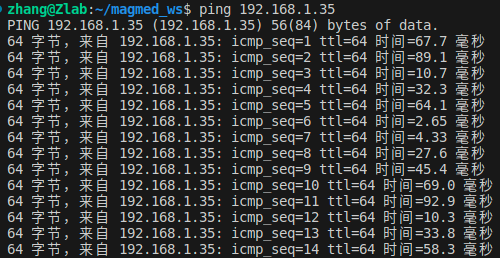 zhang@Zlab:~/magmed_ws$ ping 192.168.1.35
PING 192.168.1.35 (192.168.1.35) 56(84) bytes of data.
64 字节，来自 192.168.1.35: icmp_seq=1 ttl=64 时间=67.7 毫秒
64 字节，来自 192.168.1.35: icmp_seq=2 ttl=64 时间=89.1 毫秒
64 字节，来自 192.168.1.35: icmp_seq=3 ttl=64 时间=10.7 毫秒
64 字节，来自 192.168.1.35: icmp_seq=4 ttl=64 时间=32.3 毫秒
64 字节，来自 192.168.1.35: icmp_seq=5 ttl=64 时间=64.1 毫秒
64 字节，来自 192.168.1.35: icmp_seq=6 ttl=64 时间=2.65 毫秒
64 字节，来自 192.168.1.35: icmp_seq=7 ttl=64 时间=4.33 毫秒
64 字节，来自 192.168.1.35: icmp_seq=8 ttl=64 时间=27.6 毫秒
64 字节，来自 192.168.1.35: icmp_seq=9 ttl=64 时间=45.4 毫秒
64 字节，来自 192.168.1.35: icmp_seq=10 ttl=64 时间=69.0 毫秒
64 字节，来自 192.168.1.35: icmp_seq=11 ttl=64 时间=92.9 毫秒
64 字节，来自 192.168.1.35: icmp_seq=12 ttl=64 时间=10.3 毫秒
64 字节，来自 192.168.1.35: icmp_seq=13 ttl=64 时间=33.8 毫秒
64 字节，来自 192.168.1.35: icmp_seq=14 ttl=64 时间=58.3 毫秒